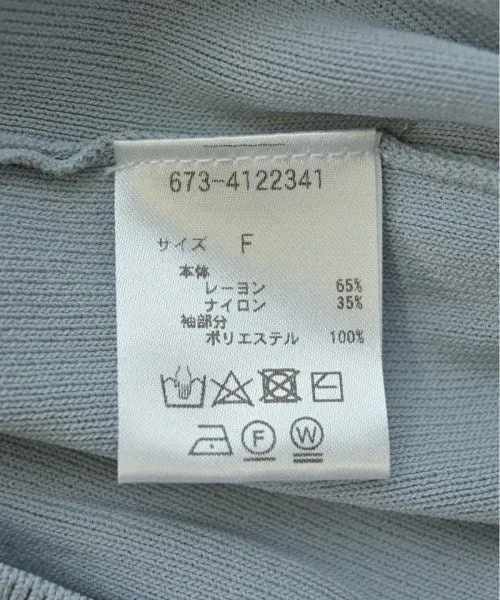 673-4122341
サイズ F
本体
レーヨン 65%
ナイロン 35%
袖部分
ポリエステル 100%
F W